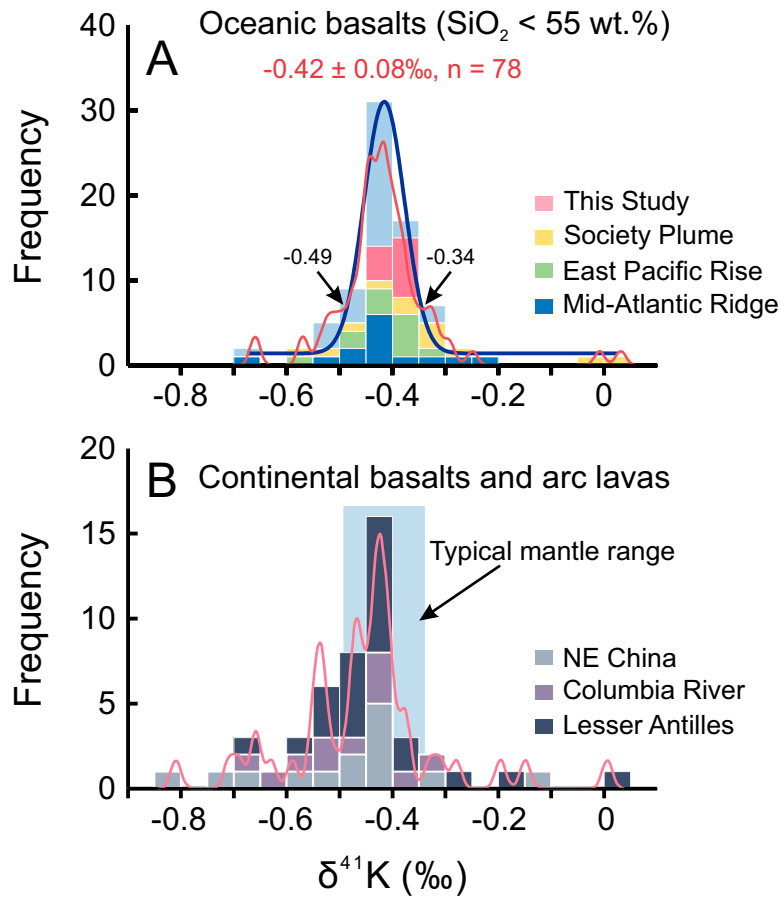 Oceanic basalts (SiO₂ < 55 wt.%)
A
-0.42 ± 0.08‰, n = 78
Frequency
40
30
20
10
0
-0.49
-0.34
This Study
Society Plume
East Pacific Rise
Mid-Atlantic Ridge
-0.8
-0.6
-0.4
-0.2
0
B
Continental basalts and arc lavas
Frequency
20
15
10
5
0
Typical mantle range
NE China
Columbia River
Lesser Antilles
-0.8
-0.6
-0.4
-0.2
0
δ⁴¹K (‰)